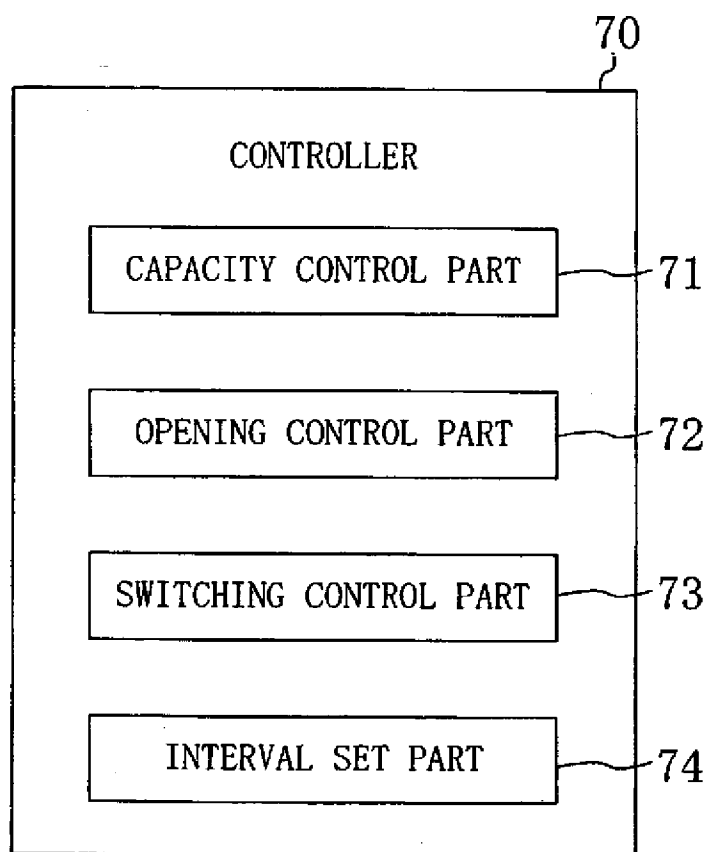 70
CONTROLLER
CAPACITY CONTROL PART 71
OPENING CONTROL PART 72
SWITCHING CONTROL PART 73
INTERVAL SET PART 74